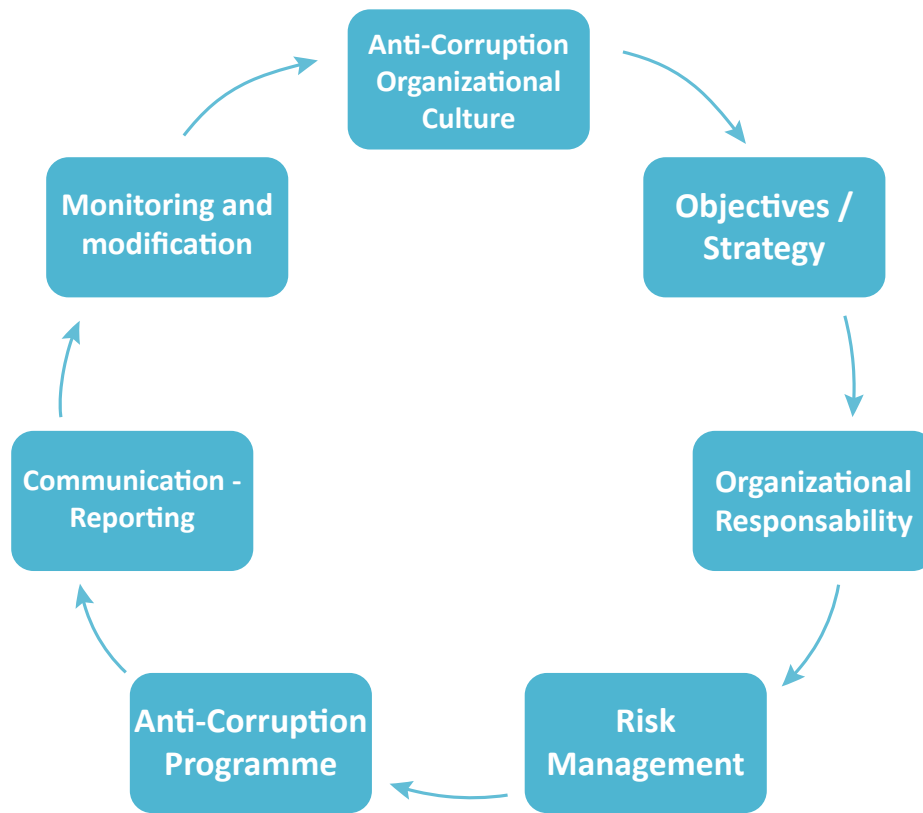 Anti-Corruption
Organizational
Culture
Objectives /
Strategy
Organizational
Responsability
Risk
Management
Anti-Corruption
Programme
Communication -
Reporting
Monitoring and
modification